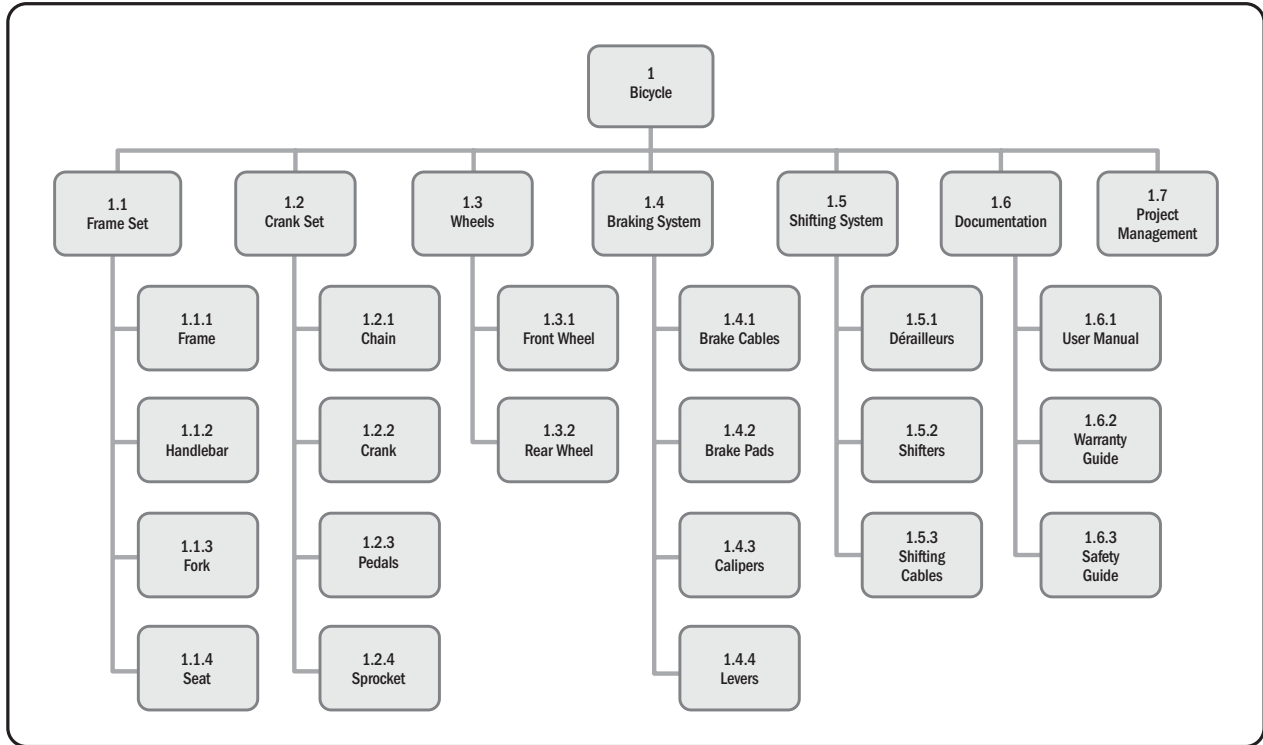 1
Bicycle
1.1
Frame Set
1.2
Crank Set
1.3
Wheels
1.4
Braking System
1.5
Shifting System
1.6
Documentation
1.7
Project
Management
1.1.1
Frame
1.2.1
Chain
1.3.1
Front Wheel
1.4.1
Brake Cables
1.5.1
Dérailleurs
1.6.1
User Manual
1.1.2
Handlebar
1.2.2
Crank
1.3.2
Rear Wheel
1.4.2
Brake Pads
1.5.2
Shifters
1.6.2
Warranty
Guide
1.1.3
Fork
1.2.3
Pedals
1.4.3
Calipers
1.5.3
Shifting
Cables
1.6.3
Safety
Guide
1.1.4
Seat
1.2.4
Sprocket
1.4.4
Levers